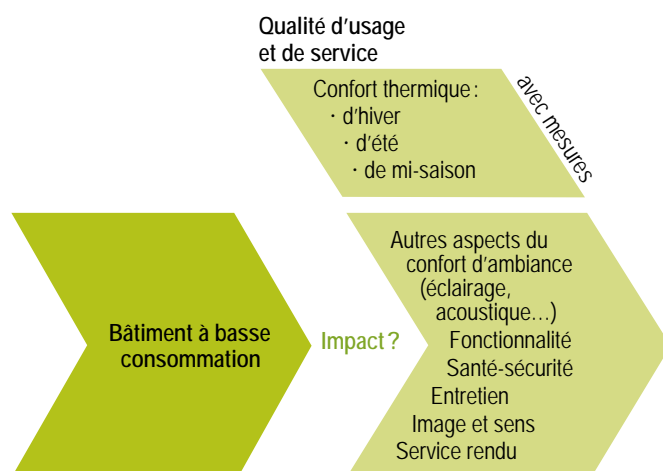 Qualité d'usage
et de service
Confort thermique :
· d'hiver
· d'été
· de mi-saison
avec mesures
Bâtiment à basse
consommation
Impact ?
Autres aspects du
confort d'ambiance
(éclairage,
acoustique…)
Fonctionnalité
Santé-sécurité
Entretien
Image et sens
Service rendu